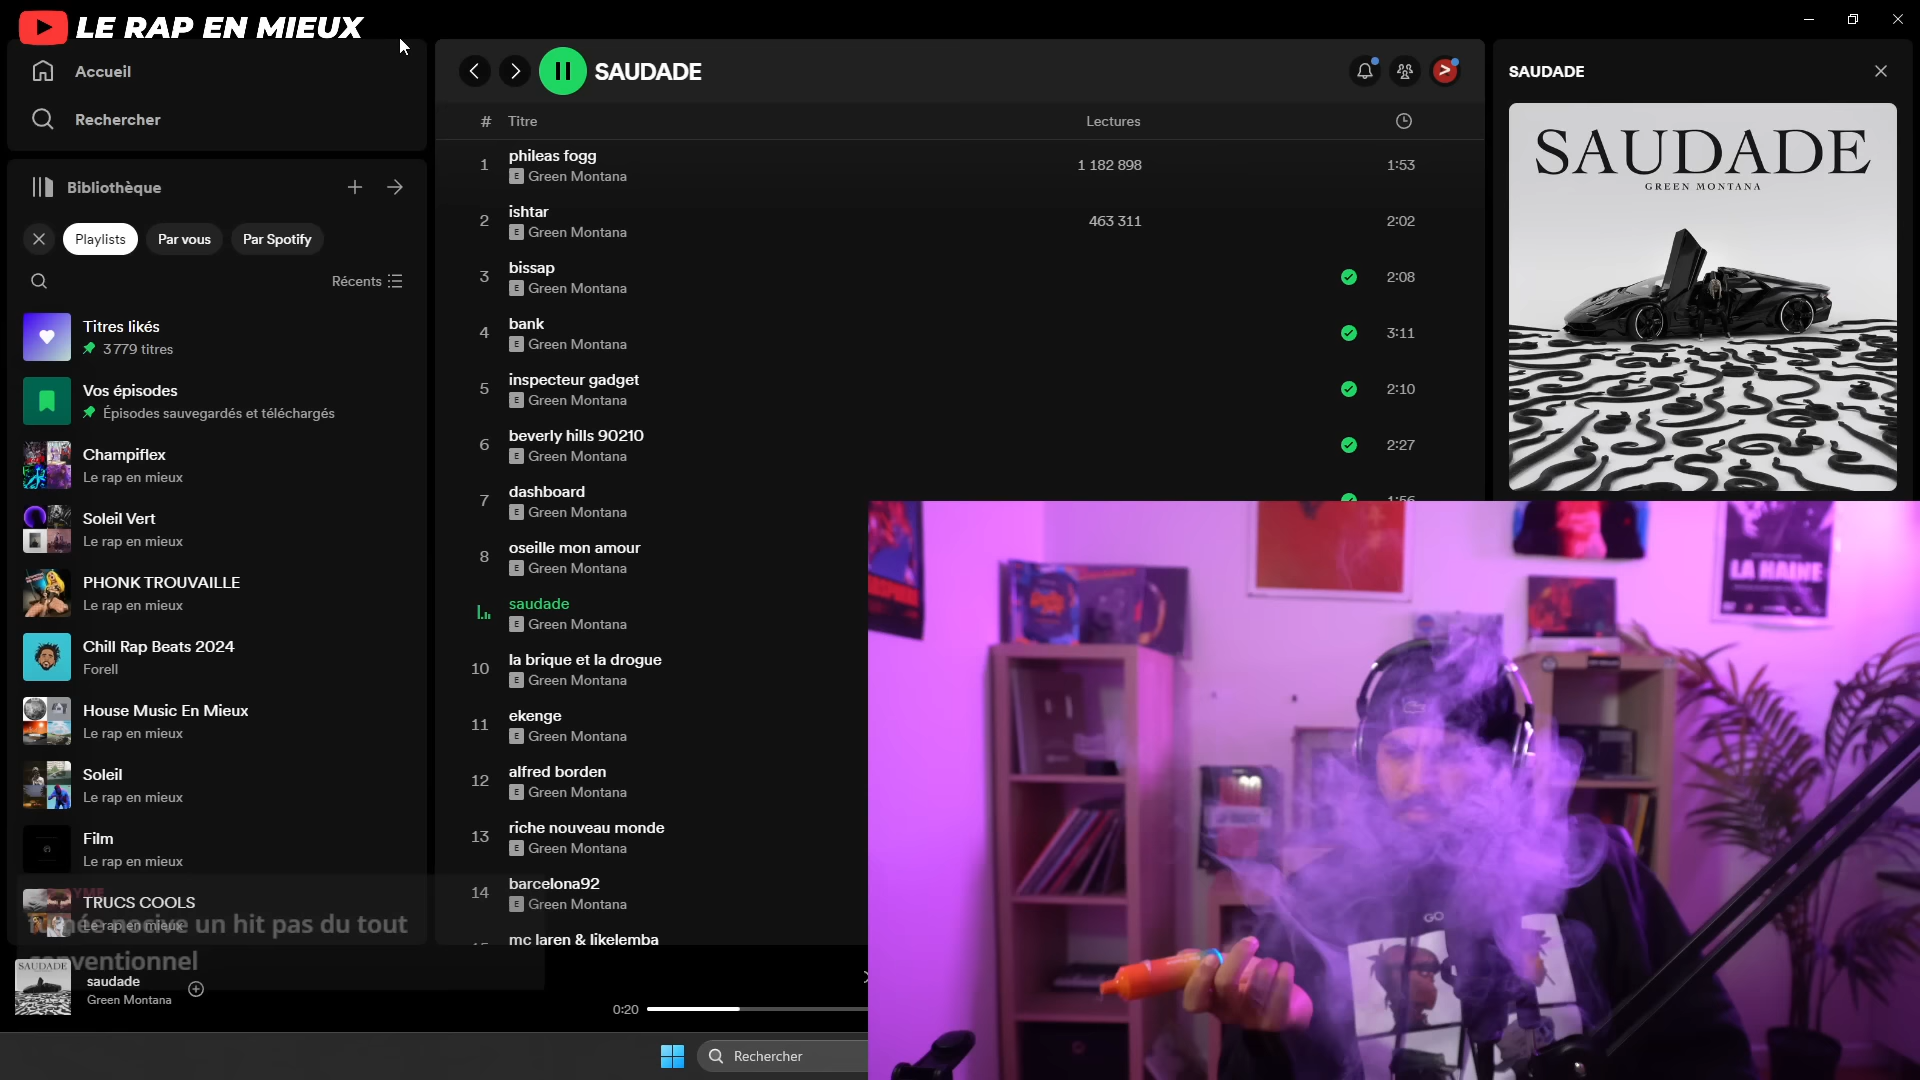 LE RAP EN MIEUX
Accueil
Rechercher
Bibliothèque
Playlists
Par vous
Par Spotify
Récents
Titres likés
3 779 titres
Vos épisodes
Épisodes sauvegardés et téléchargés
Champiflex
Le rap en mieux
Soleil Vert
Le rap en mieux
PHONK TROUVAILLE
Le rap en mieux
Chill Rap Beats 2024
Forell
House Music En Mieux
Le rap en mieux
Soleil
Le rap en mieux
Film
Le rap en mieux
TRUCS COOLS
Le rap en mieux
un hit pas du tout
saudade
Green Montana
SAUDADE
# Titre Lectures
1 phileas fogg 1 182 898 1:53
E Green Montana
2 ishtar 463 311 2:02
E Green Montana
3 bissap 2:08
E Green Montana
4 bank 3:11
E Green Montana
5 inspecteur gadget 2:10
E Green Montana
6 beverly hills 90210 2:27
E Green Montana
7 dashboard 1:56
E Green Montana
8 oseille mon amour
E Green Montana
saudade
E Green Montana
10 la brique et la drogue
E Green Montana
11 ekenge
E Green Montana
12 alfred borden
E Green Montana
13 riche nouveau monde
E Green Montana
14 barcelona92
E Green Montana
mc laren & likelemba
0:20
Rechercher
SAUDADE
SAUDADE
GREEN MONTANA
LA HAINE
GO